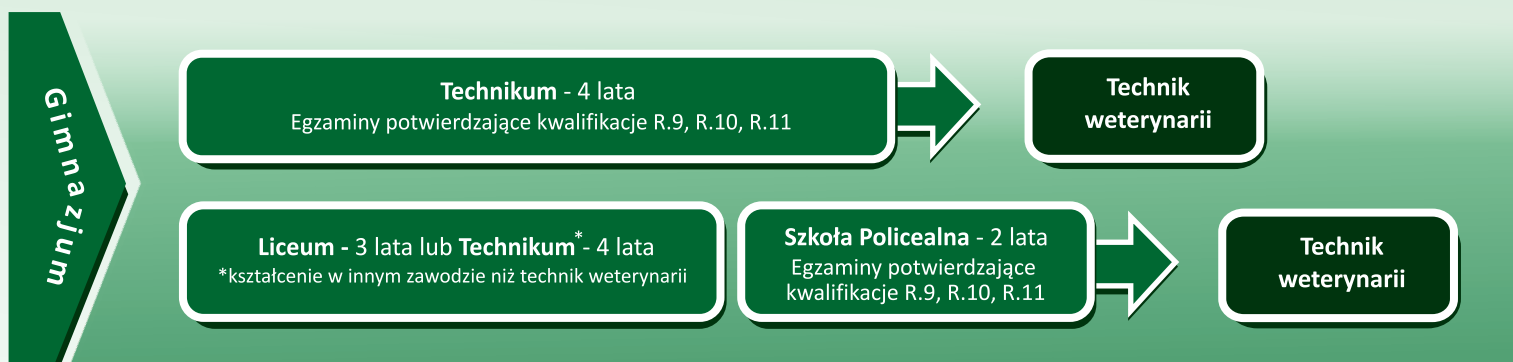 Gimnazjum
Technikum - 4 lata
Egzaminy potwierdzające kwalifikacje R.9, R.10, R.11
Technik
weterynarii
Liceum - 3 lata lub Technikum*- 4 lata
*kształcenie w innym zawodzie niż technik weterynarii
Szkoła Policealna - 2 lata
Egzaminy potwierdzające
kwalifikacje R.9, R.10, R.11
Technik
weterynarii